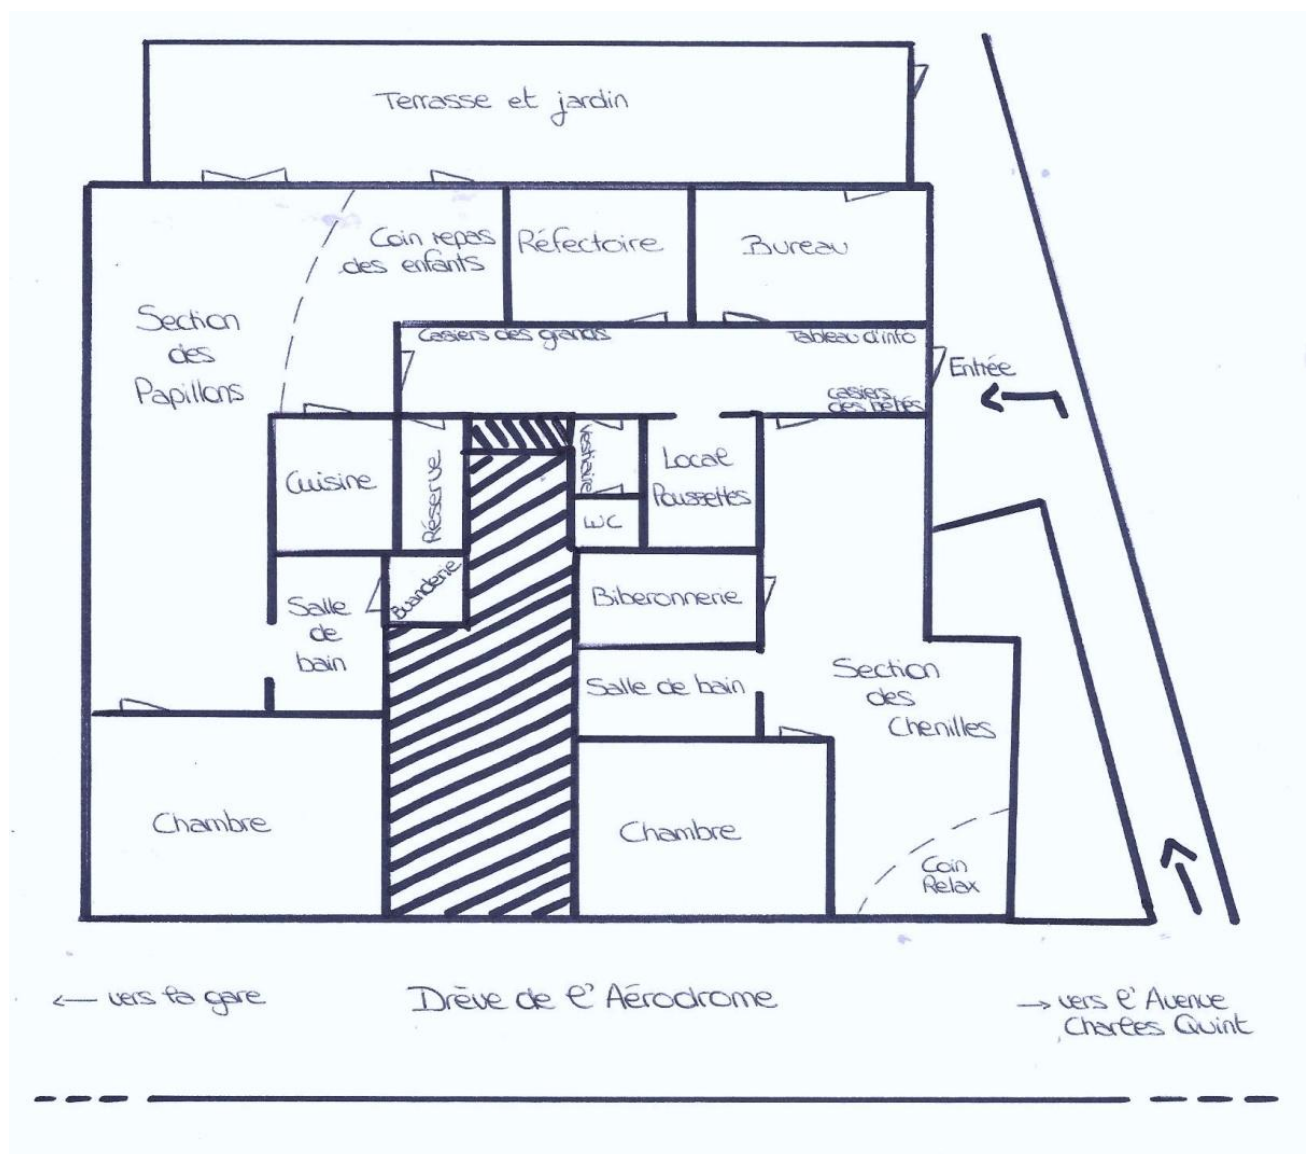 Terrasse et jardin
Coin repas
des enfants
Réfectoire
Bureau
Section
des
Papillons
Casiers des grands
Tableau d'info
Entrée
casiers
des bébés
Cuisine
Réserve
Vestiaire
Local
Poussettes
WC
Buanderie
Salle
de
bain
Biberonnerie
Salle de bain
Section
des
Chenilles
Chambre
Chambre
Coin
Relax
← vers la gare
Drève de l'Aérodrome
→ vers l'Avenue
Charles Quint